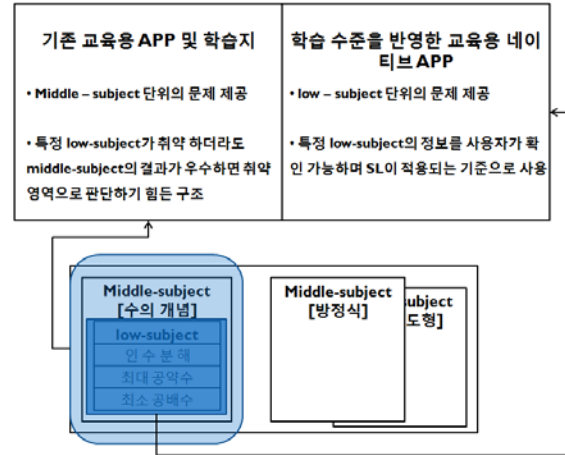 기존 교육용 APP 및 학습지
• Middle – subject 단위의 문제 제공
• 특정 low-subject가 취약 하더라도
middle-subject의 결과가 우수하면 취약
영역으로 판단하기 힘든 구조
학습 수준을 반영한 교육용 네이
티브 APP
• low – subject 단위의 문제 제공
• 특정 low-subject의 정보를 사용자가 확
인 가능하며 SL이 적용되는 기준으로 사용
Middle-subject
[수의 개념]
low-subject
인 수 분 해
최대 공약수
최소 공배수
Middle-subject
[방정식]
subject
도형]